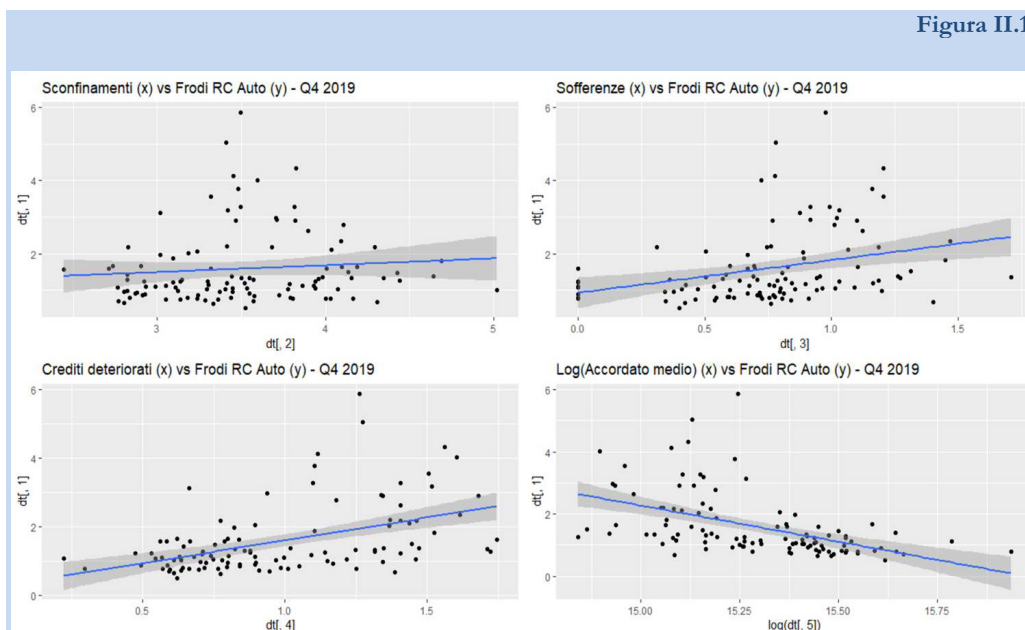 Figura II.1
Sconfinamenti (x) vs Frodi RC Auto (y) - Q4 2019
6
4
2
dt[, 1]
3
4
5
dt[, 2]
Sofferenze (x) vs Frodi RC Auto (y) - Q4 2019
6
4
2
dt[, 1]
0.0
0.5
1.0
1.5
dt[, 3]
Crediti deteriorati (x) vs Frodi RC Auto (y) - Q4 2019
6
4
2
0
dt[, 1]
0.5
1.0
1.5
dt[, 4]
Log(Accordato medio) (x) vs Frodi RC Auto (y) - Q4 2019
6
4
2
0
dt[, 1]
15.00
15.25
15.50
15.75
log(dt[, 5])